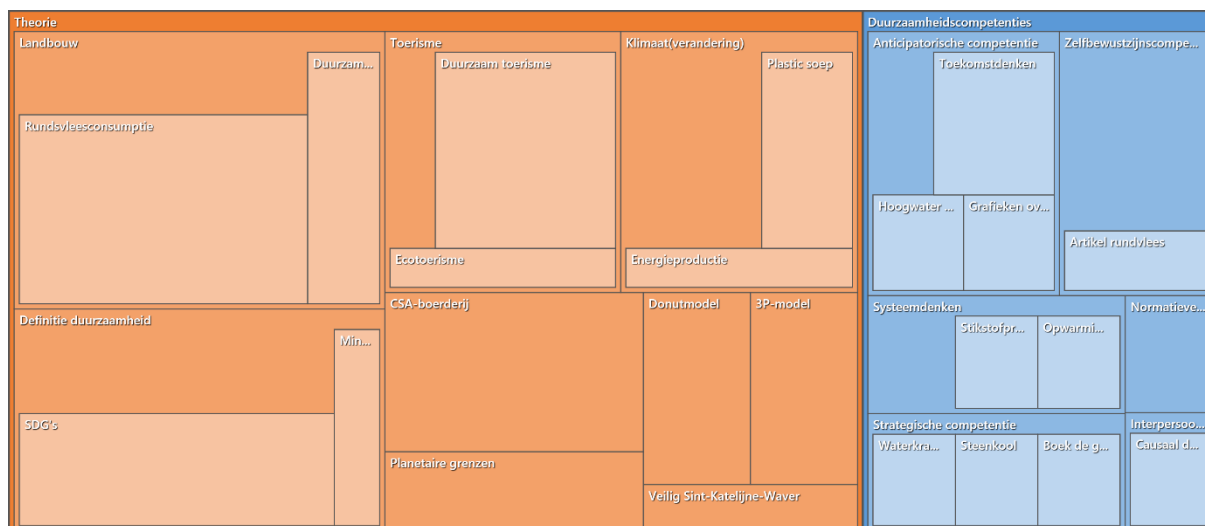 Theorie
Landbouw
Duurzam...
Rundsvleesconsumptie
Definitie duurzaamheid
Min...
SDG's
Toerisme
Duurzaam toerisme
Ecotoerisme
Klimaat(verandering)
Plastic soep
Energieproductie
CSA-boerderij
Planetaire grenzen
Donutmodel
3P-model
Veilig Sint-Katelijne-Waver
Duurzaamheidscompetenties
Anticipatorische competentie
Toekomstdenken
Hoogwater ...
Grafieken ov...
Zelfbewustzijnscompe...
Artikel rundvlees
Systeemdenken
Stikstofpr...
Opwarmi...
Normatieve...
Strategische competentie
Waterkra...
Steenkool
Boek de g...
Interpersoo...
Causaal d...